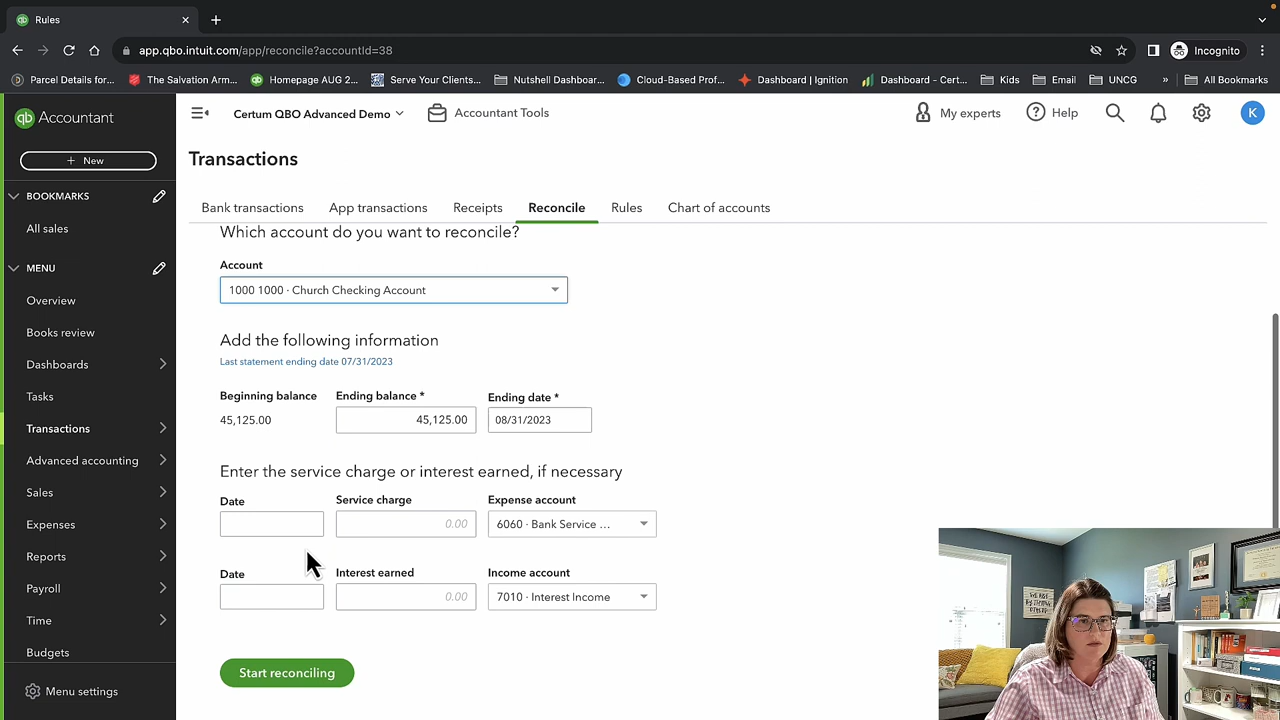 Rules
app.qbo.intuit.com/app/reconcile?accountId=38
Incognito
Parcel Details for...
The Salvation Arm...
Homepage AUG 2...
Serve Your Clients...
Nutshell Dashboar...
Cloud-Based Prof...
Dashboard | Ignition
Dashboard - Cert...
Kids
Email
UNCG
»
All Bookmarks
qb Accountant
Certum QBO Advanced Demo
Accountant Tools
My experts
Help
K
+ New
BOOKMARKS
All sales
MENU
Overview
Books review
Dashboards
Tasks
Transactions
Advanced accounting
Sales
Expenses
Reports
Payroll
Time
Budgets
Menu settings
Transactions
Bank transactions
App transactions
Receipts
Reconcile
Rules
Chart of accounts
Which account do you want to reconcile?
Account
1000 1000 · Church Checking Account
Add the following information
Last statement ending date 07/31/2023
Beginning balance
Ending balance *
Ending date *
45,125.00
45,125.00
08/31/2023
Enter the service charge or interest earned, if necessary
Date
Service charge
Expense account
0.00
6060 · Bank Service ...
Date
Interest earned
Income account
0.00
7010 · Interest Income
Start reconciling